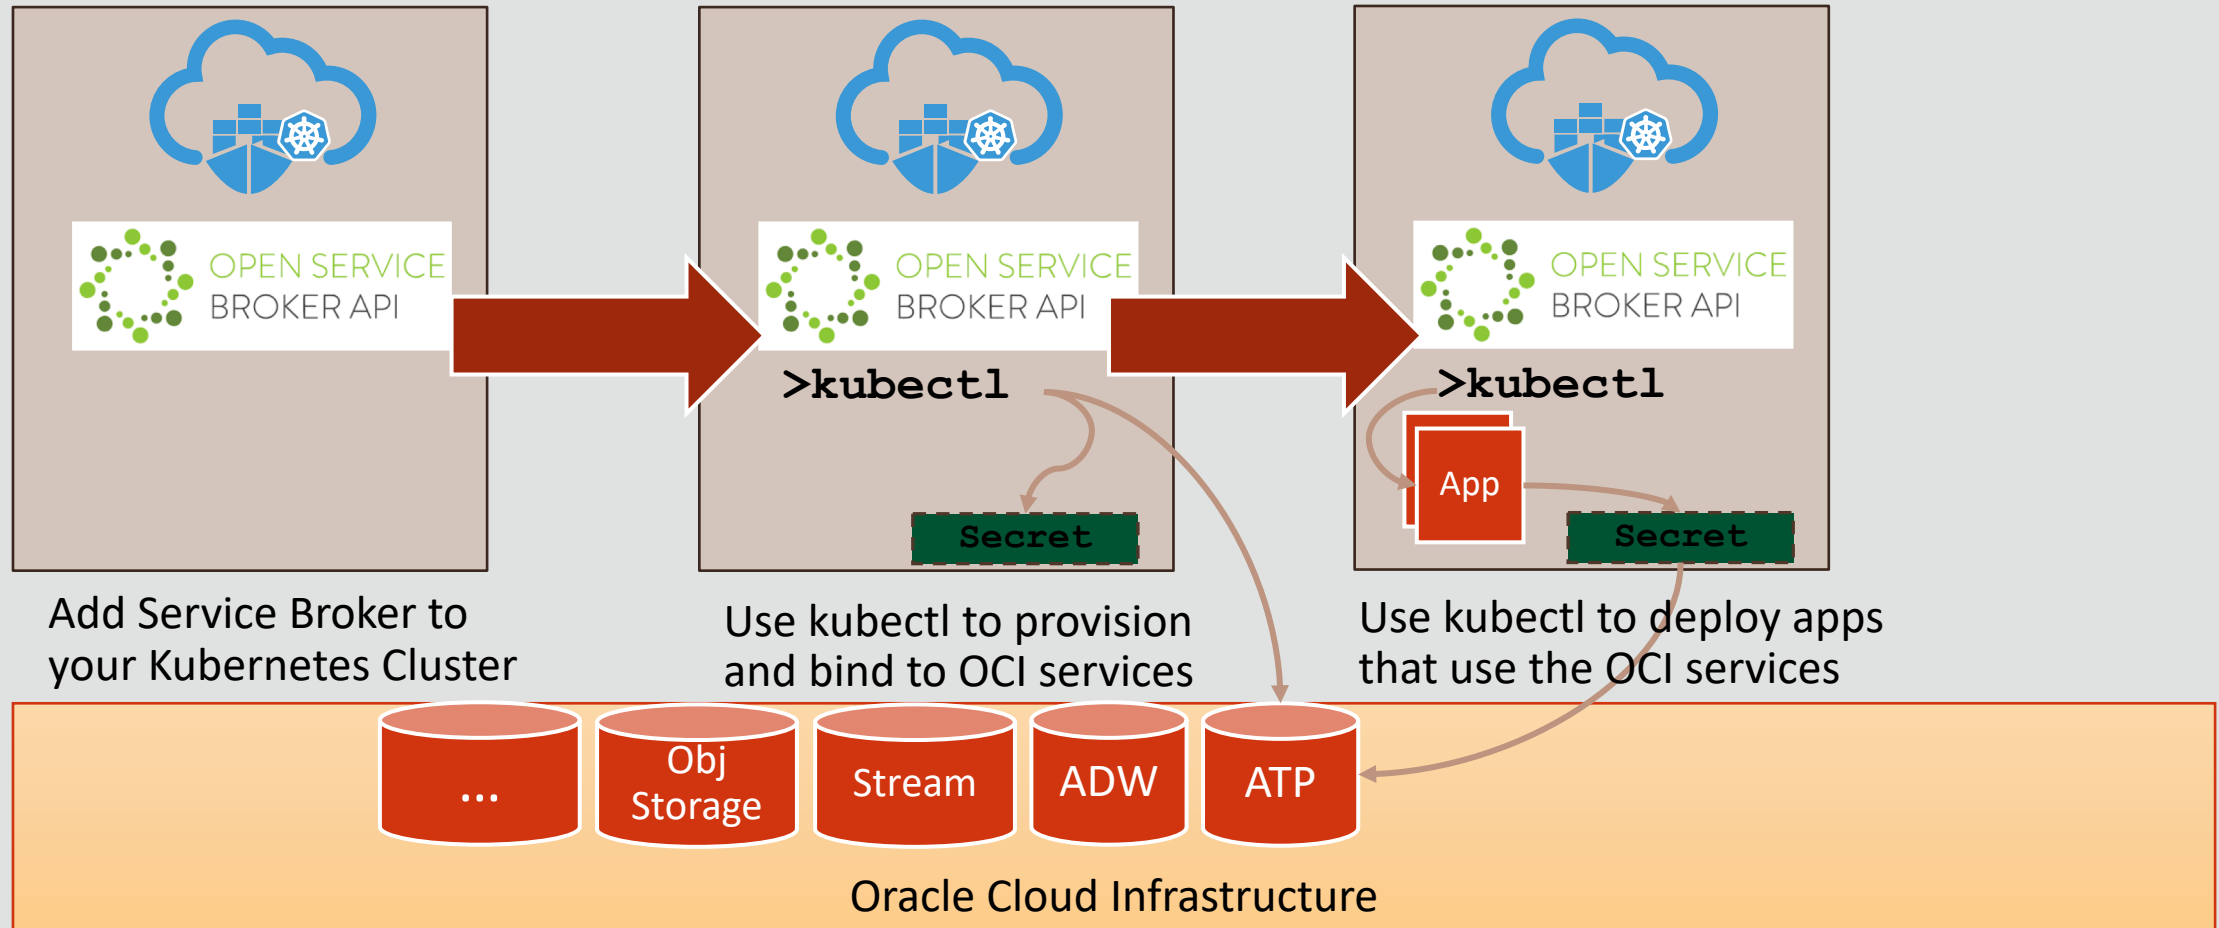 OPEN SERVICE
BROKER API
OPEN SERVICE
BROKER API
OPEN SERVICE
BROKER API
>kubectl
>kubectl
App
Secret
Secret
Add Service Broker to
your Kubernetes Cluster
Use kubectl to provision
and bind to OCI services
Use kubectl to deploy apps
that use the OCI services
...
Obj
Storage
Stream
ADW
ATP
Oracle Cloud Infrastructure